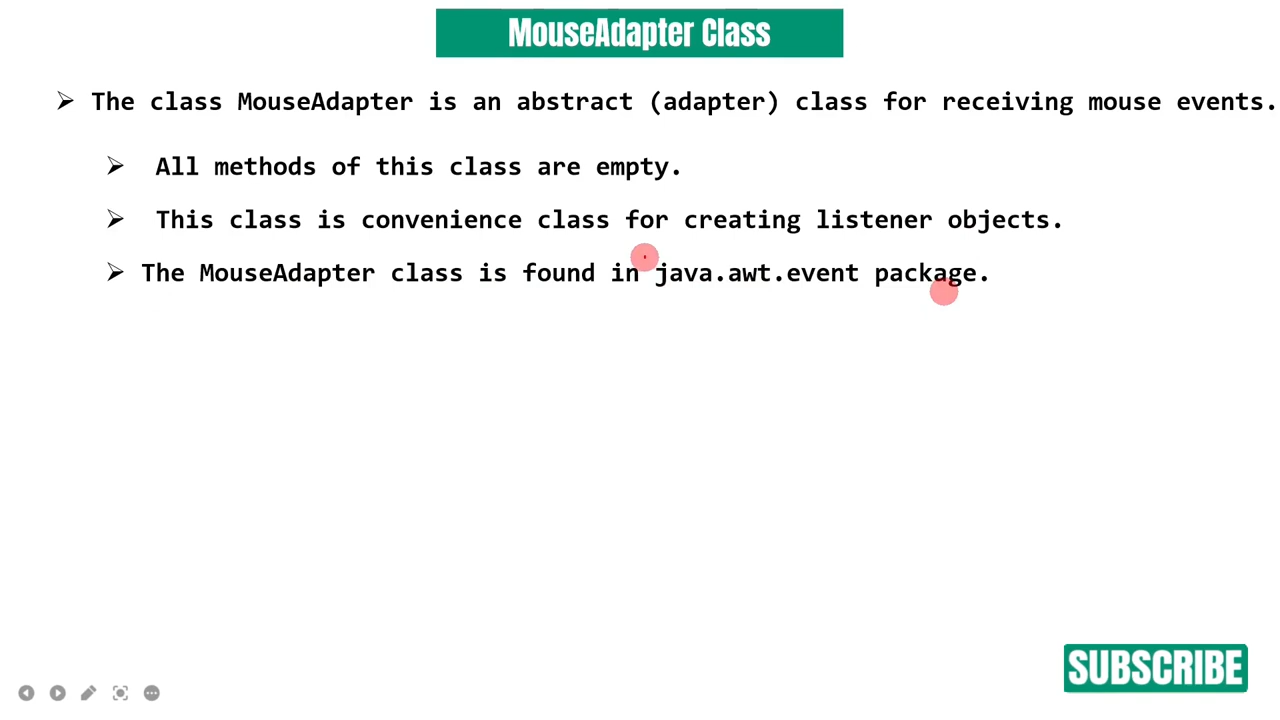 MouseAdapter Class
The class MouseAdapter is an abstract (adapter) class for receiving mouse events.
All methods of this class are empty.
This class is convenience class for creating listener objects.
The MouseAdapter class is found in java.awt.event package.
SUBSCRIBE